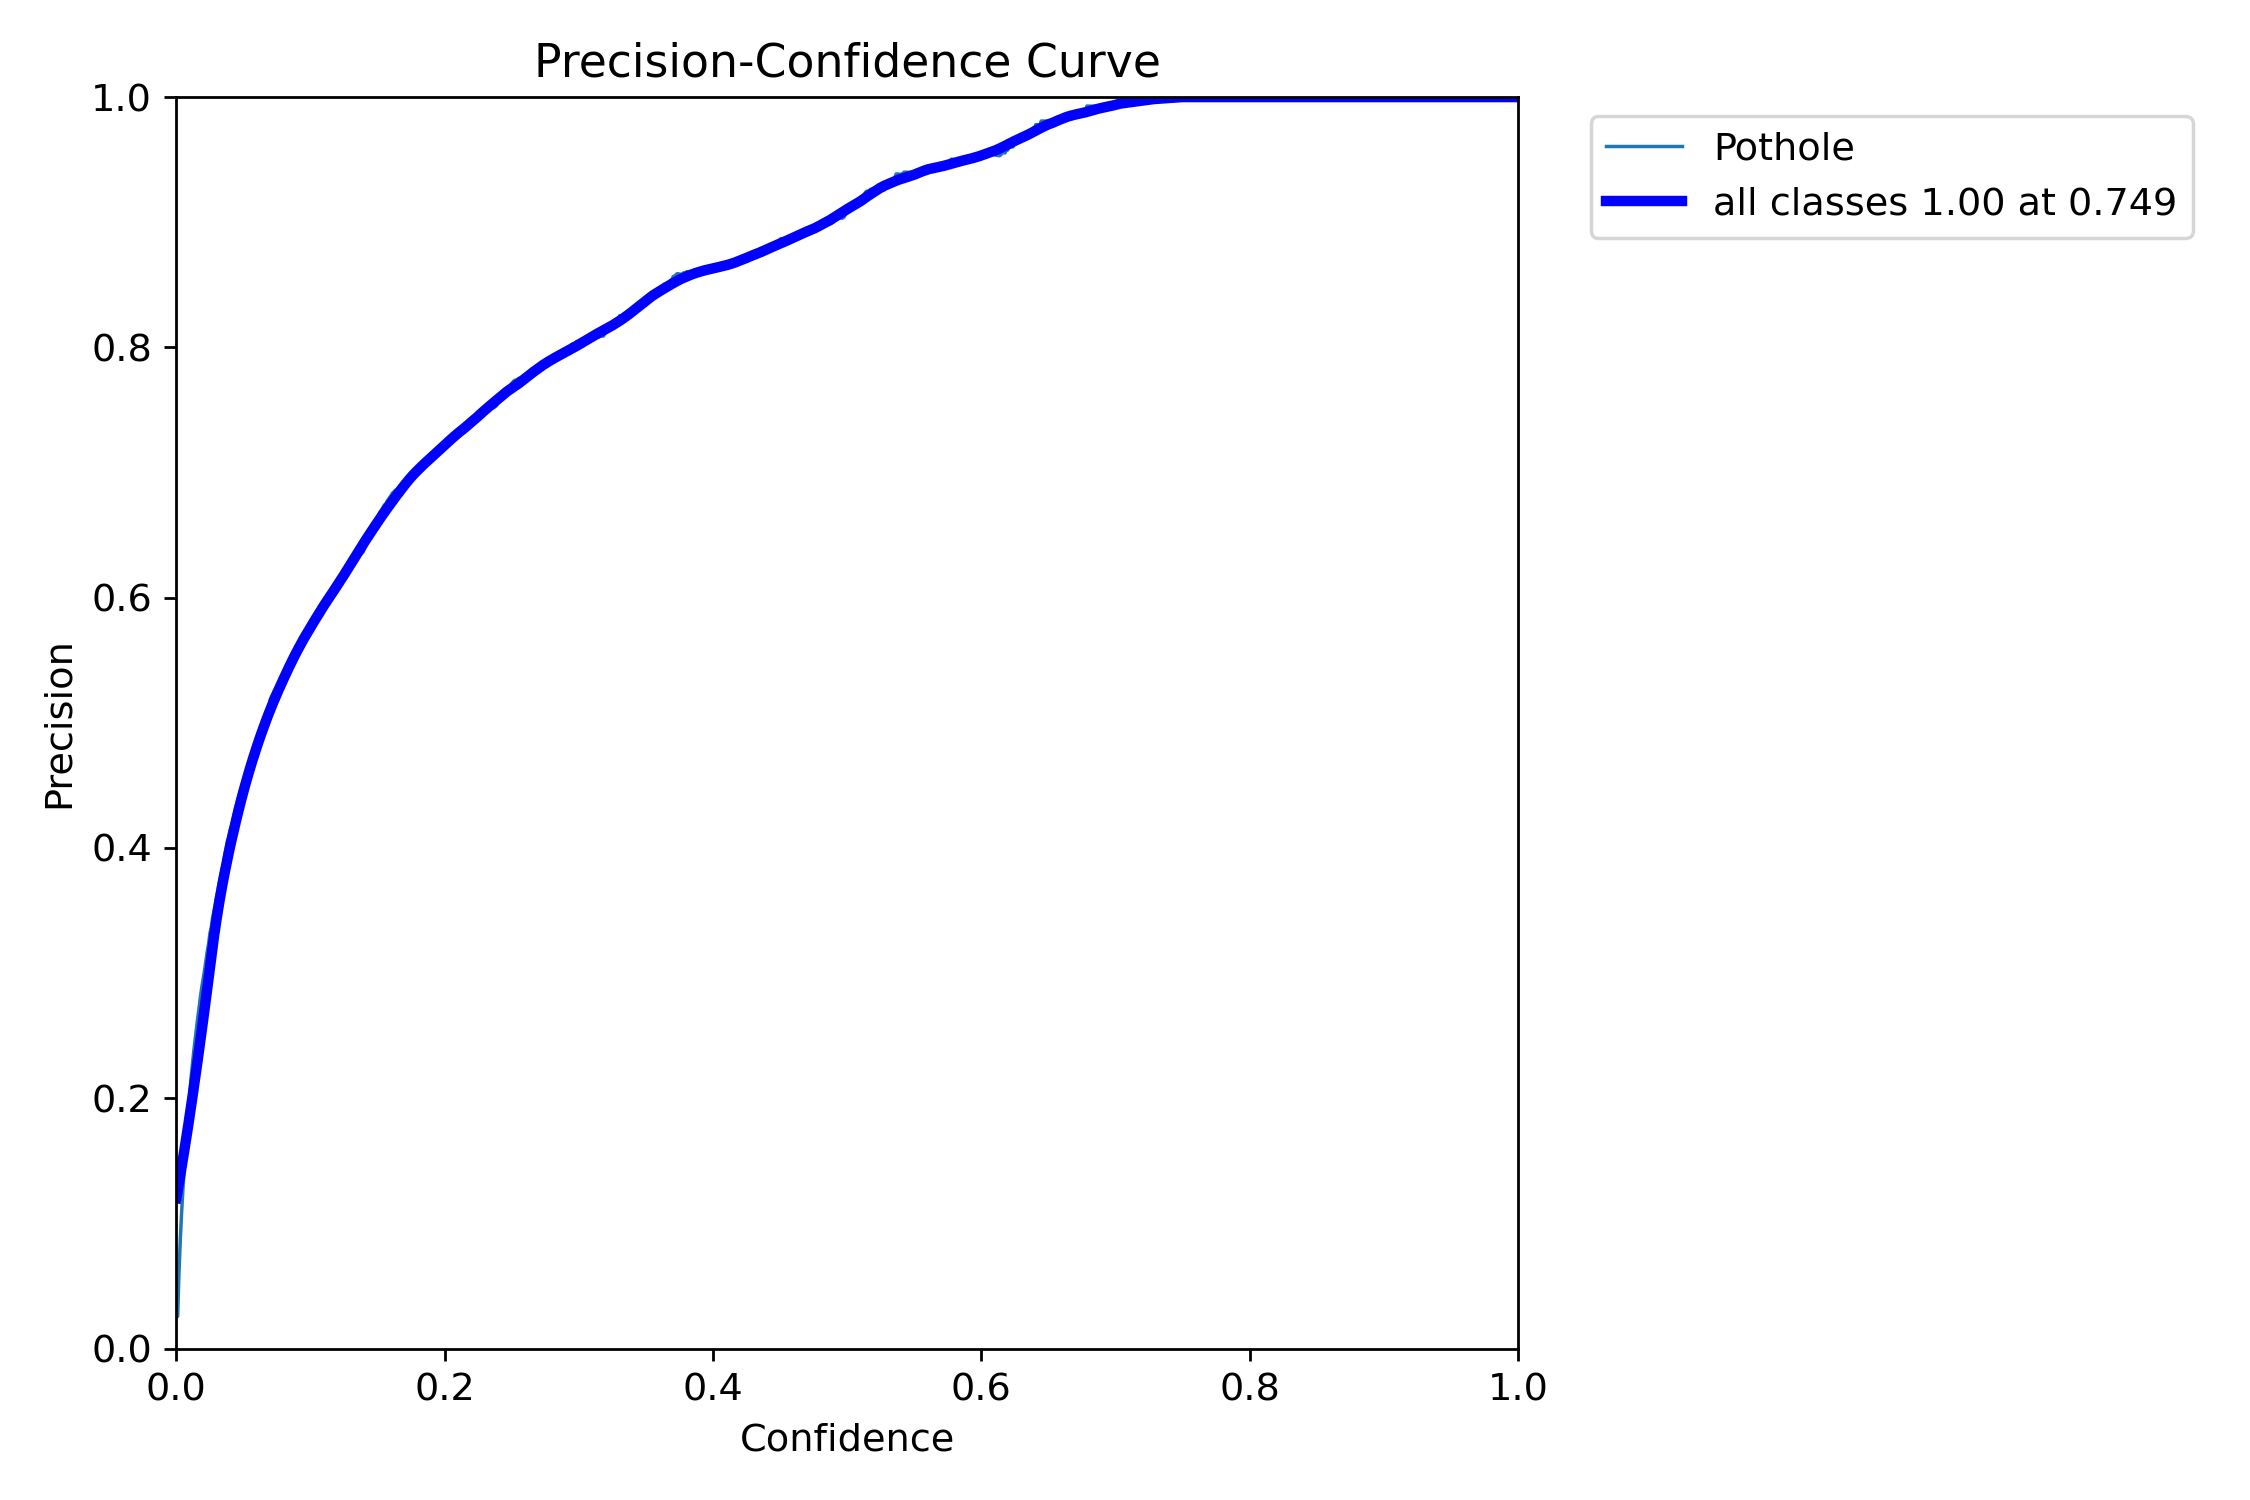 Precision-Confidence Curve
1.0
0.8
0.6
0.4
0.2
0.0
Precision
0.0 0.2 0.4 0.6 0.8 1.0
Confidence
Pothole
all classes 1.00 at 0.749